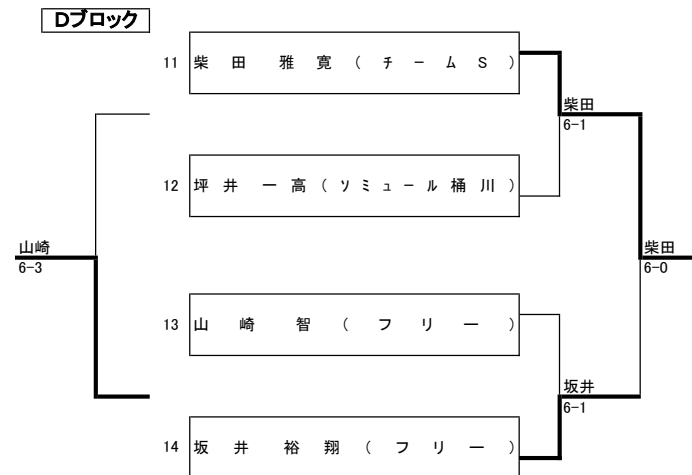 Dブロック
11 柴田 雅寛(チームS)
柴田
6-1
12 坪井 一高(ソミュール桶川)
山崎
6-3
柴田
6-0
13 山崎 智(フリー)
坂井
6-1
14 坂井 裕翔(フリー)